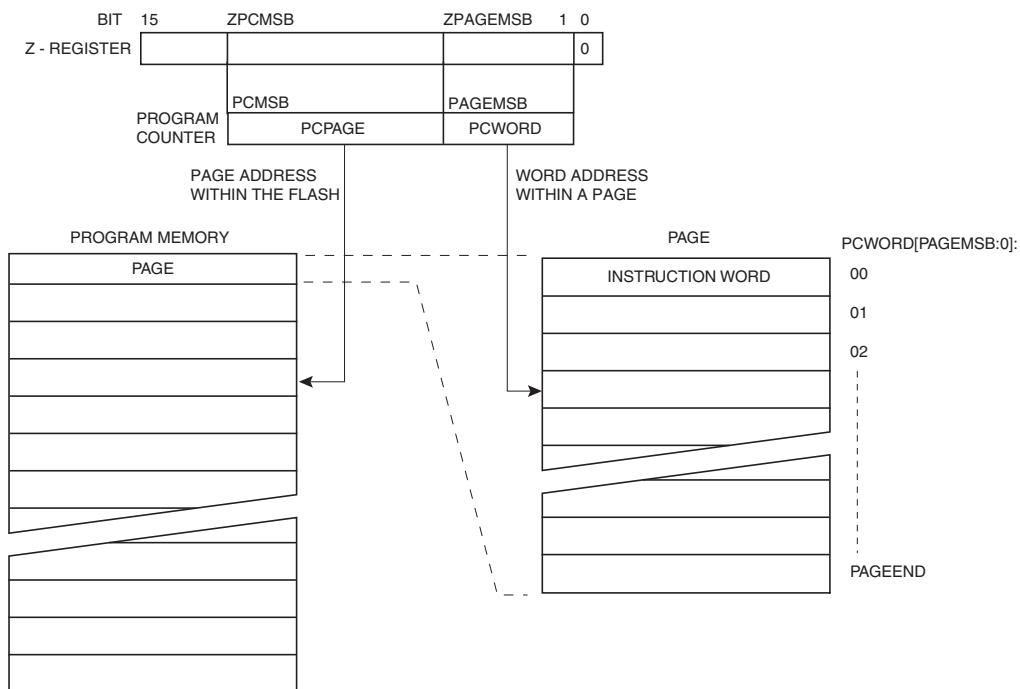 BIT 15 ZPCMSB ZPAGEMSB 1 0
Z - REGISTER 0
PCMSB PAGEMSB
PROGRAM
COUNTER
PCPAGE PCWORD
PAGE ADDRESS
WITHIN THE FLASH
WORD ADDRESS
WITHIN A PAGE
PROGRAM MEMORY
PAGE
PAGE
PCWORD[PAGEMSB:0]:
INSTRUCTION WORD
00
01
02
PAGEEND